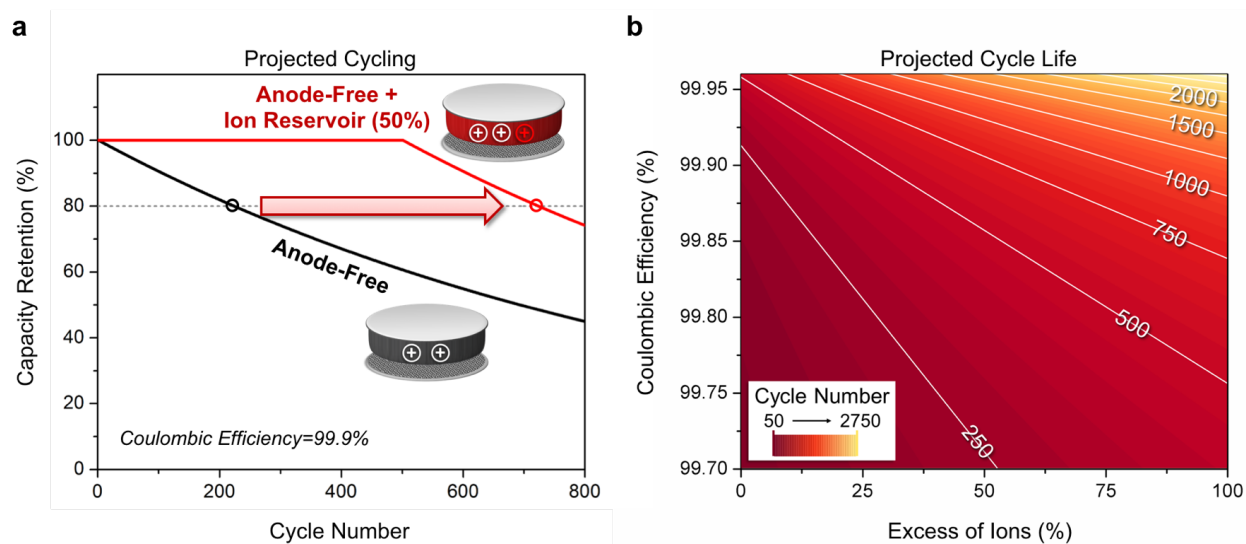 a
Projected Cycling
Anode-Free +
Ion Reservoir (50%)
Anode-Free
Coulombic Efficiency=99.9%
Capacity Retention (%)
100
80
60
40
20
0
0 200 400 600 800
Cycle Number
b
Projected Cycle Life
2000
1500
1000
750
500
250
Cycle Number
50 2750
Coulombic Efficiency (%)
99.95
99.90
99.85
99.80
99.75
99.70
0 25 50 75 100
Excess of Ions (%)